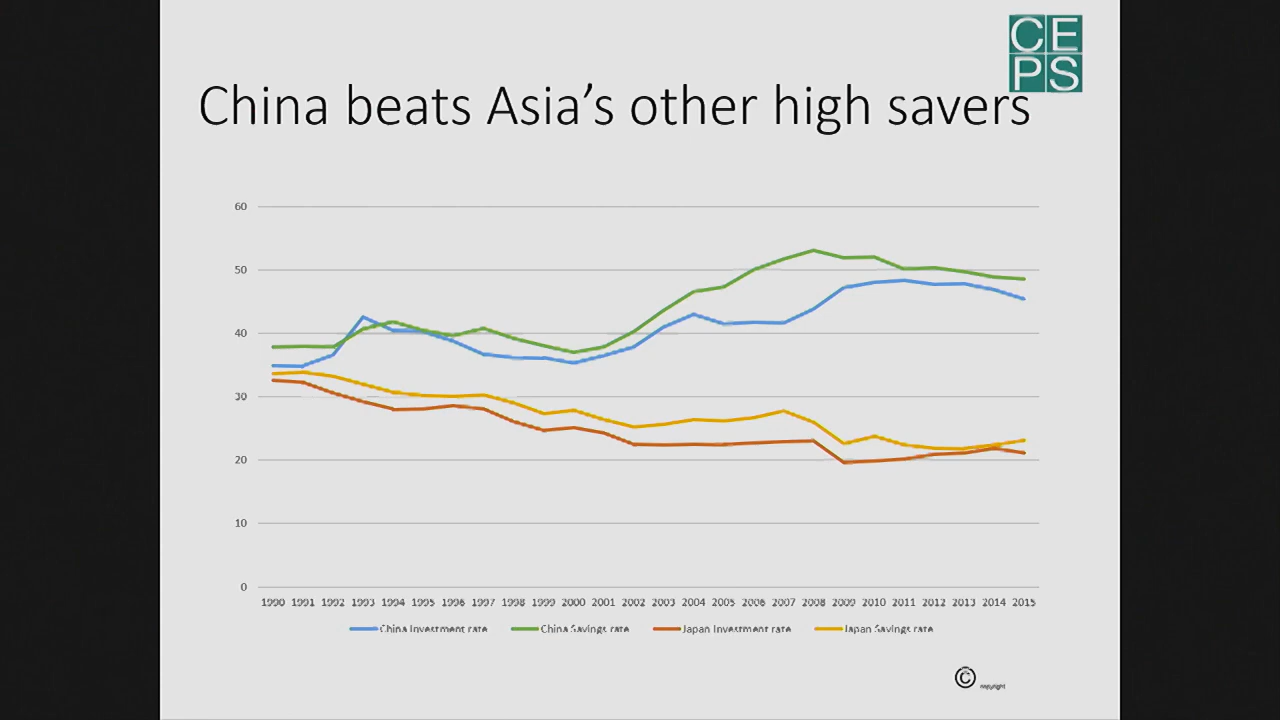 CE
PS
China beats Asia's other high savers
60
50
40
30
20
10
0
1990 1991 1992 1993 1994 1995 1996 1997 1998 1999 2000 2001 2002 2003 2004 2005 2006 2007 2008 2009 2010 2011 2012 2013 2014 2015
China Investment rate China Savings rate Japan Investment rate Japan Savings rate
© copyright